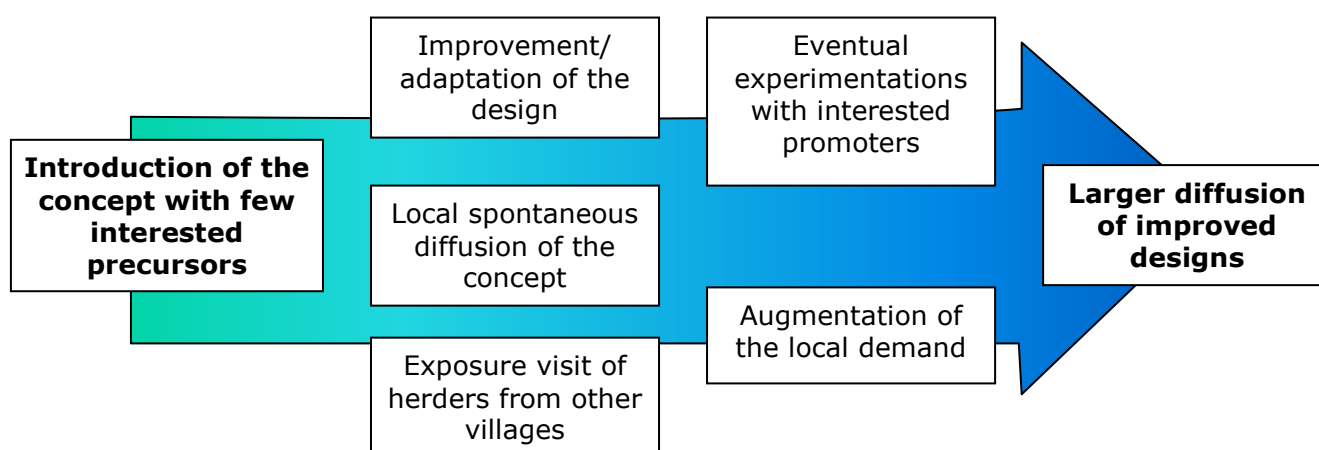 Introduction of the
concept with few
interested
precursors
Improvement/
adaptation of the
design
Local spontaneous
diffusion of the
concept
Exposure visit of
herders from other
villages
Eventual
experimentations
with interested
promoters
Augmentation of
the local demand
Larger diffusion
of improved
designs